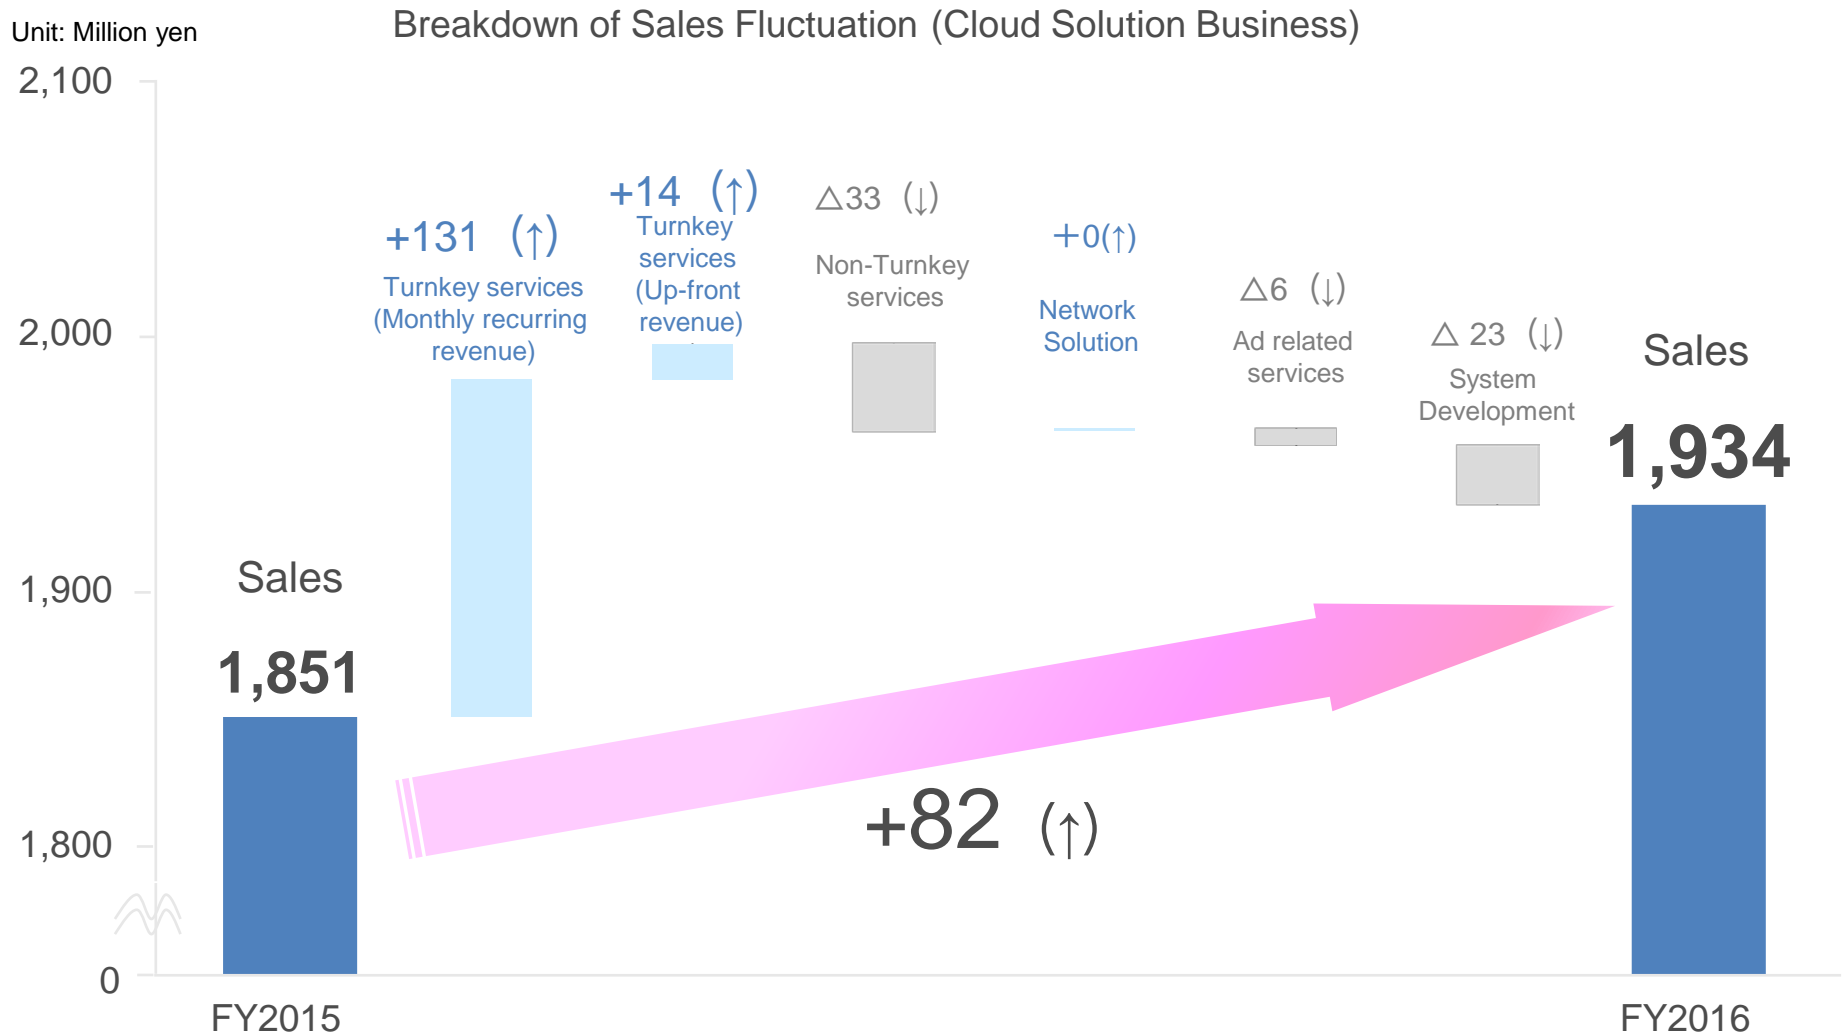 Breakdown of Sales Fluctuation (Cloud Solution Business)
Unit: Million yen
2,100
2,000
1,900
1,800
0
Sales
1,851
FY2015
+131 (↑)
Turnkey services
(Monthly recurring
revenue)
+14 (↑)
Turnkey
services
(Up-front
revenue)
△33 (↓)
Non-Turnkey
services
+0(↑)
Network
Solution
△6 (↓)
Ad related
services
△ 23 (↓)
System
Development
Sales
1,934
FY2016
+82 (↑)